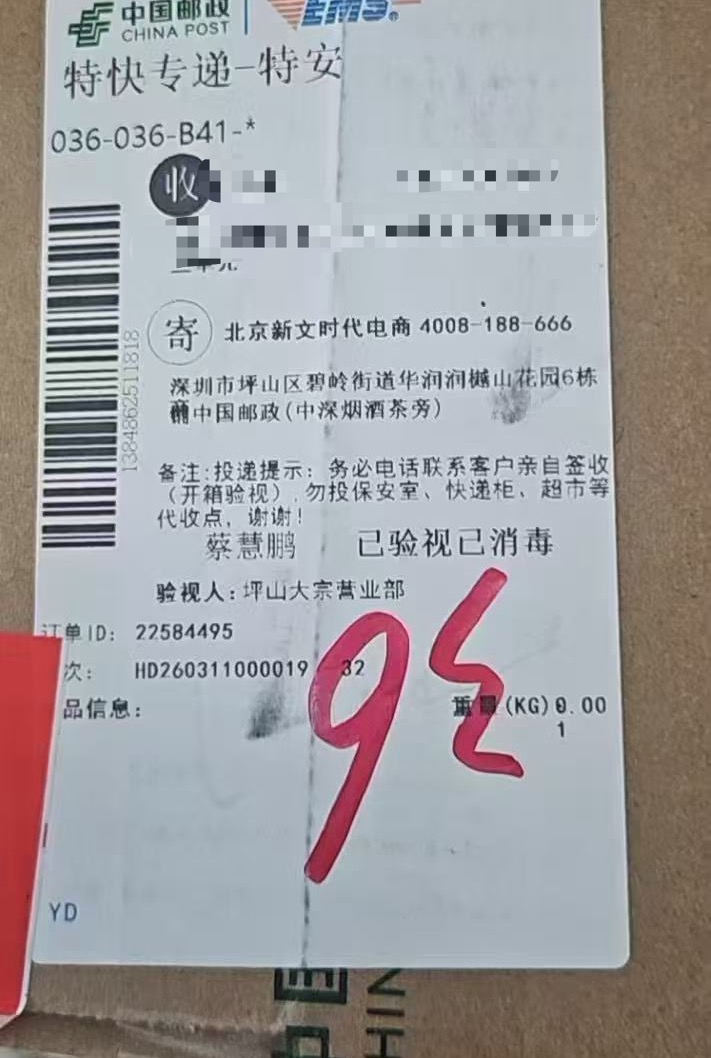 中国邮政
CHINA POST
EMS®
特快专递-特安
036-036-B41-*
收
三单元
寄
北京新文时代电商 4008-188-666
深圳市坪山区碧岭街道华润润樾山花园6栋
中国邮政(中深烟酒茶旁)
1384862511818
备注:投递提示：务必电话联系客户亲自签收
(开箱验视),勿投保安室、快递柜、超市等
代收点，谢谢!
蔡慧鹏 已验视已消毒
验视人:坪山大宗营业部
订单ID: 22584495
次: HD260311000019 32
品信息: 重量(KG)0.00
1
YD